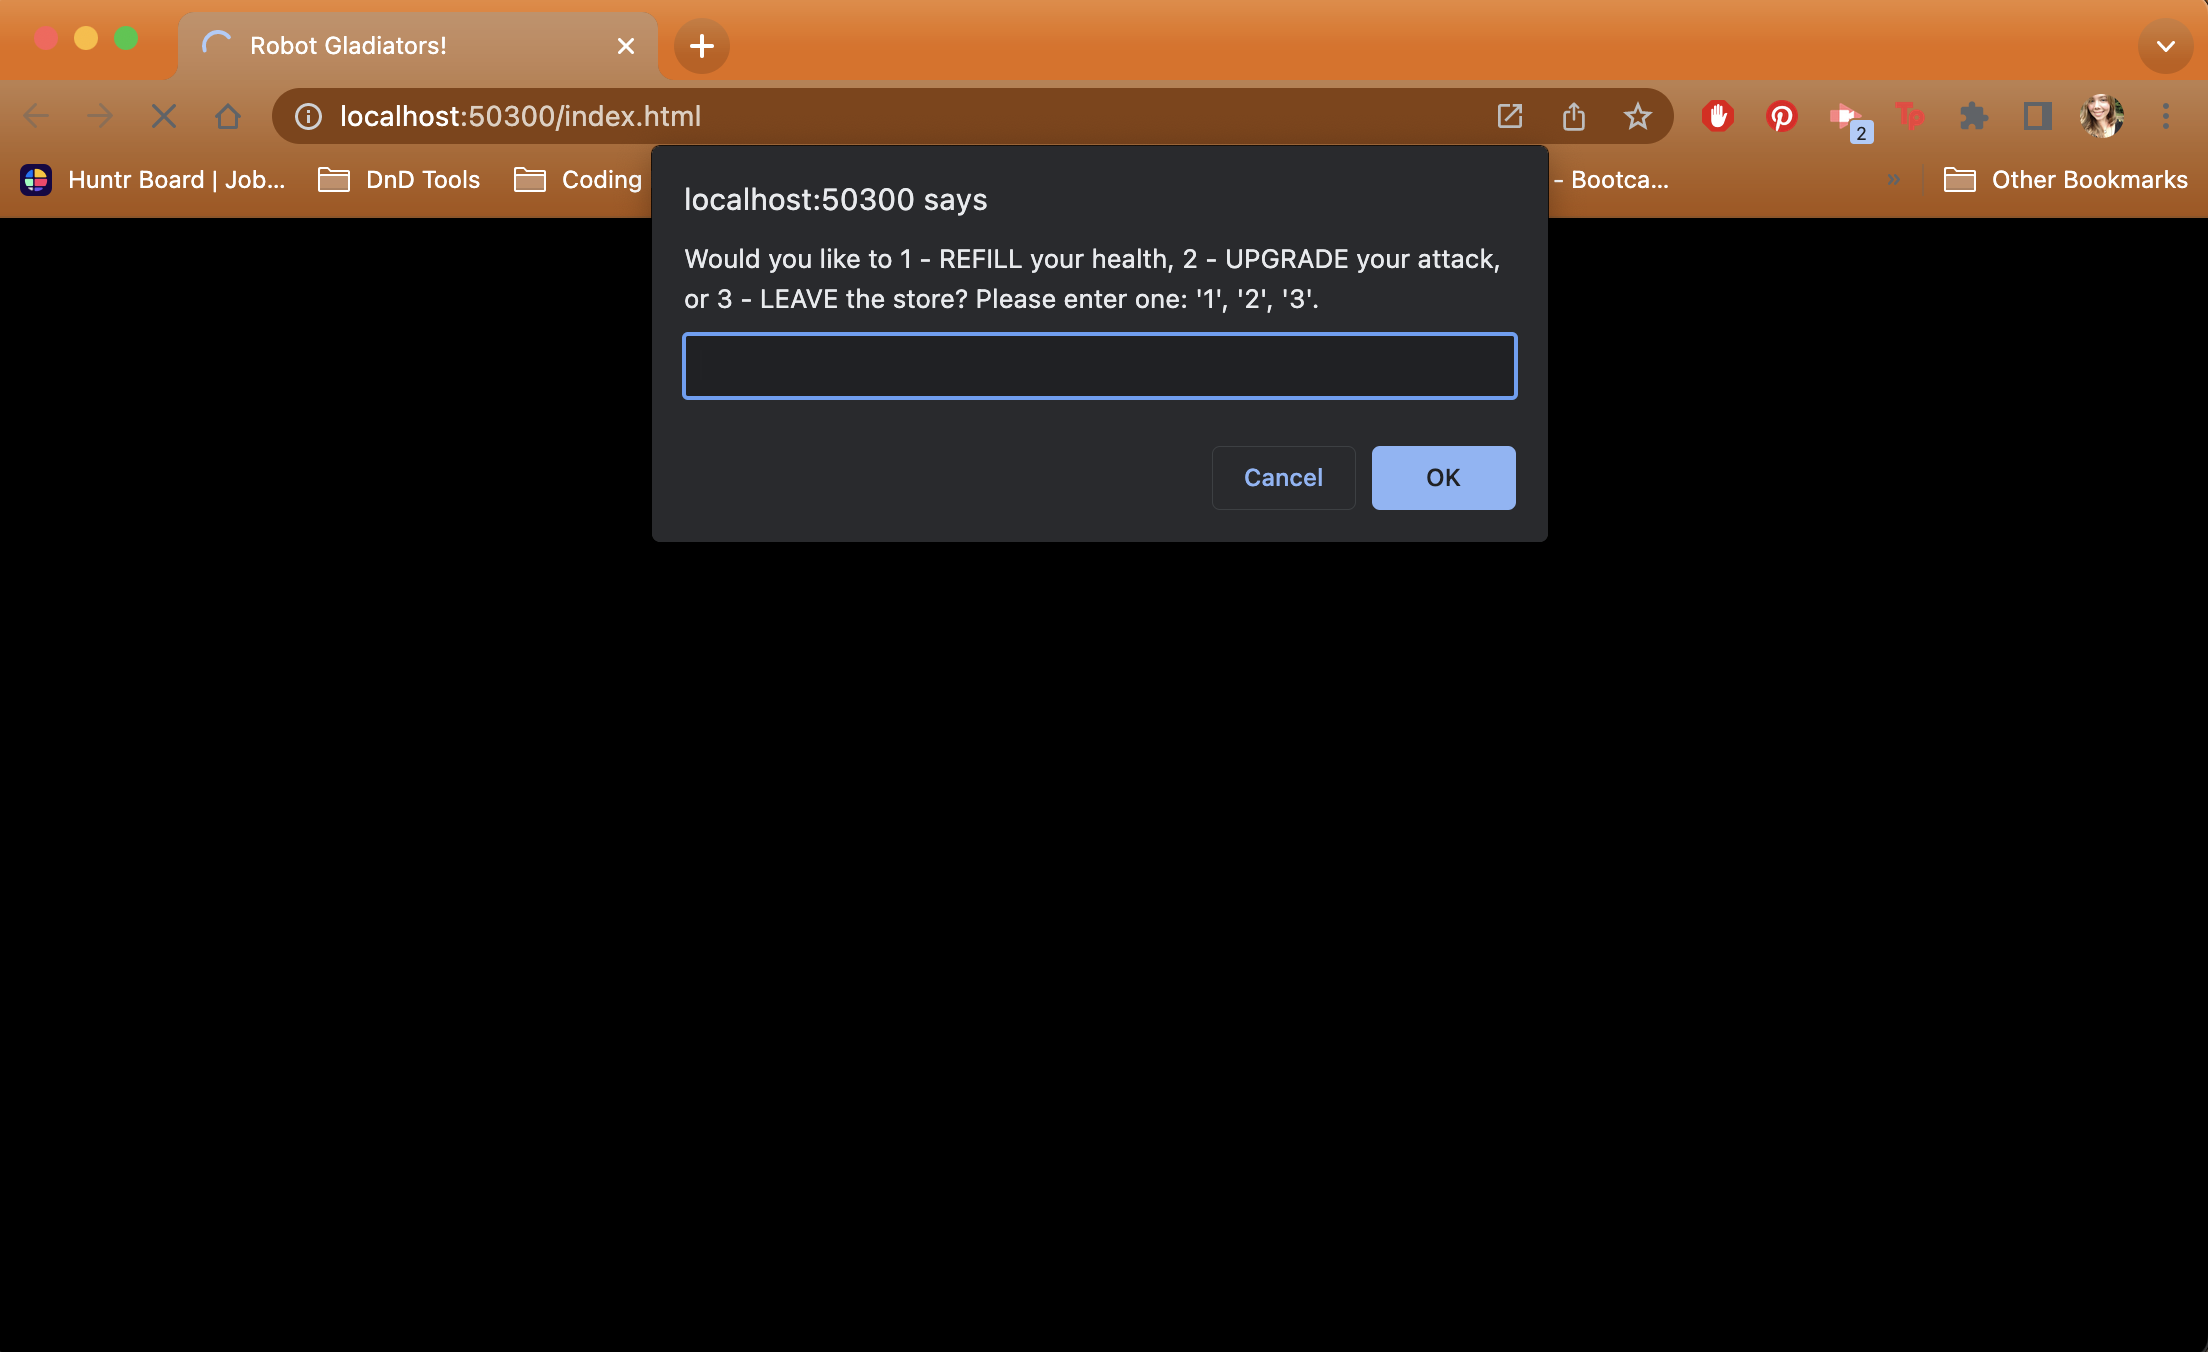 Robot Gladiators!
localhost:50300/index.html
Tp
2
Huntr Board | Job...
DnD Tools
Coding
- Bootca...
»
Other Bookmarks
localhost:50300 says
Would you like to 1 - REFILL your health, 2 - UPGRADE your attack,
or 3 - LEAVE the store? Please enter one: '1', '2', '3'.
Cancel
OK